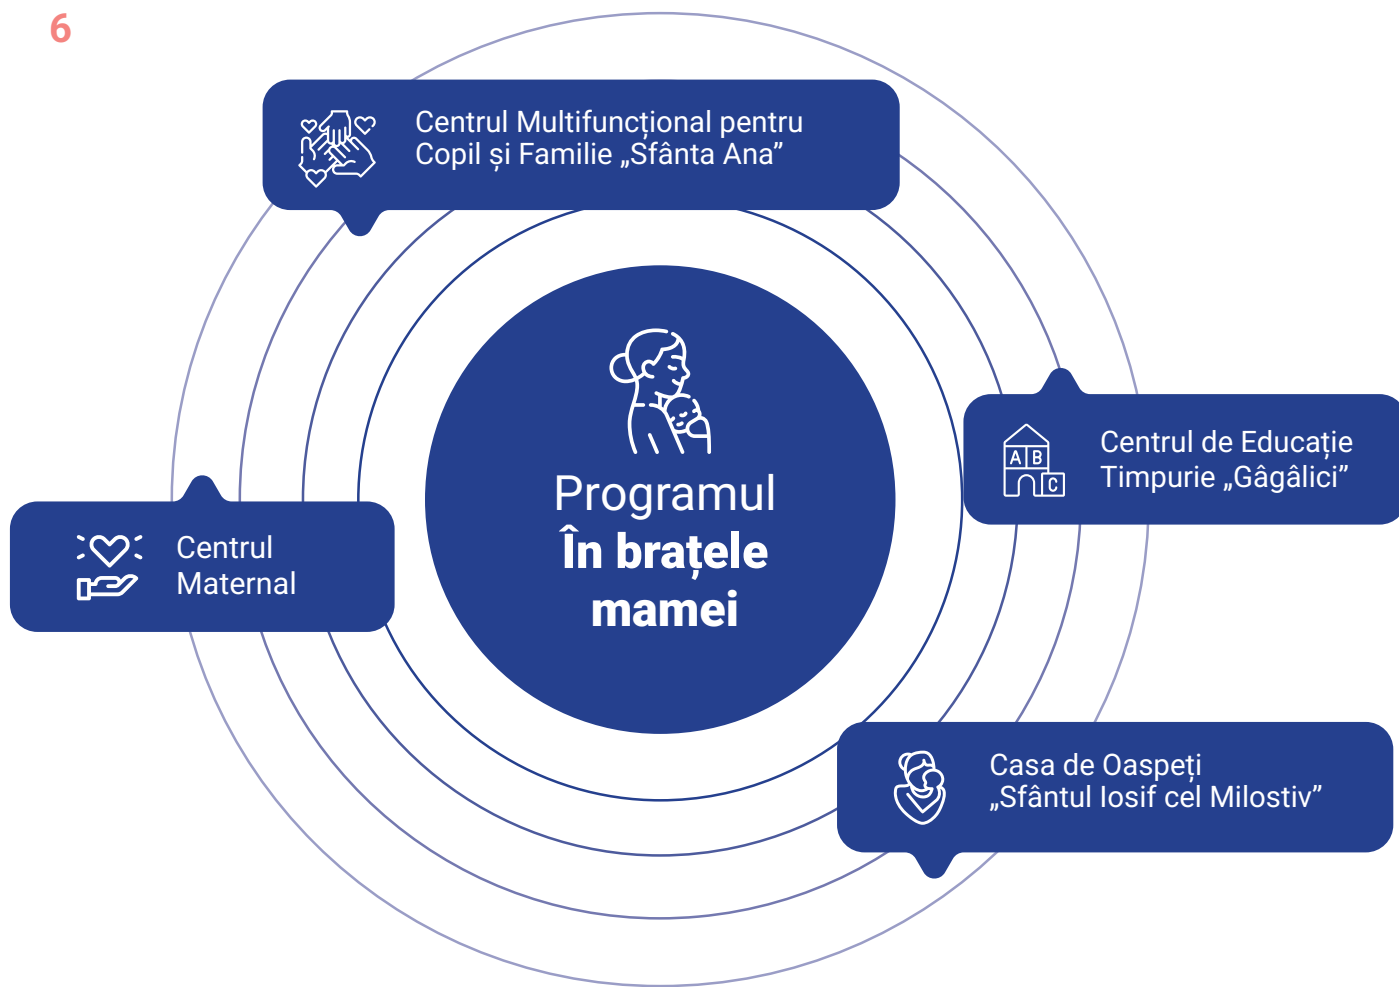 6
Centrul Multifuncțional pentru
Copil și Familie „Sfânta Ana”
Programul
În brațele
mamei
Centrul de Educație
Timpurie „Gâgâlici”
A B
C
Centrul
Maternal
Casa de Oaspeți
„Sfântul Iosif cel Milostiv”